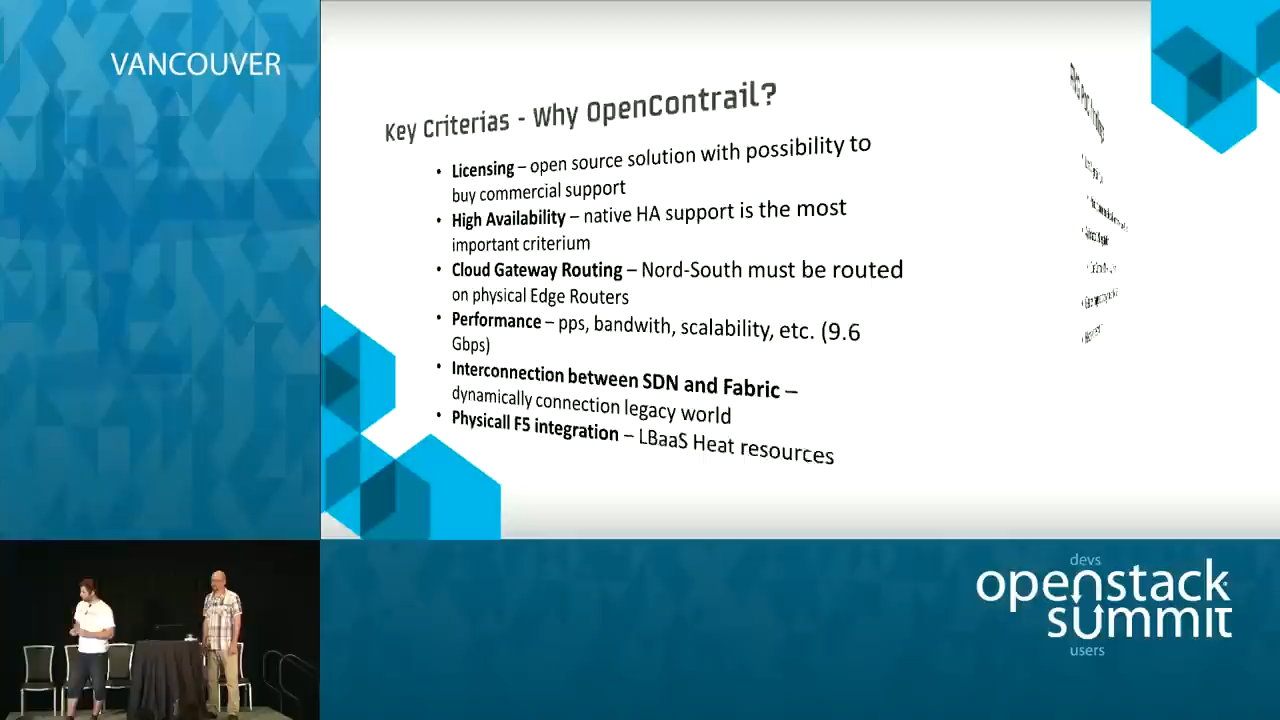 VANCOUVER
Key Criterias - Why OpenContrail?
• Licensing – open source solution with possibility to
buy commercial support
• High Availability – native HA support is the most
important criterium
• Cloud Gateway Routing – Nord-South must be routed
on physical Edge Routers
• Performance – pps, bandwith, scalability, etc. (9.6
Gbps)
• Interconnection between SDN and Fabric –
dynamically connection legacy world
• Physicall F5 integration – LBaaS Heat resources
devs
openstack
summit
users